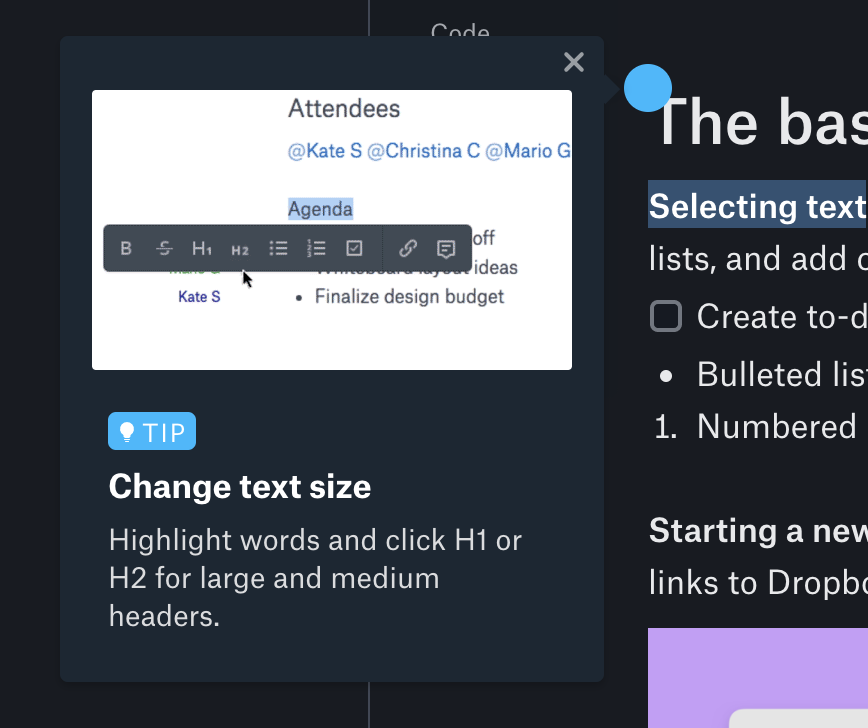 Code
Attendees
@Kate S @Christina C @Mario G
Agenda
B S H1 H2
off
Whiteboard layout ideas
Kate S
• Finalize design budget
TIP
Change text size
Highlight words and click H1 or
H2 for large and medium
headers.
The bas
Selecting text
lists, and add c
Create to-d
• Bulleted lis
1. Numbered
Starting a new
links to Dropbo